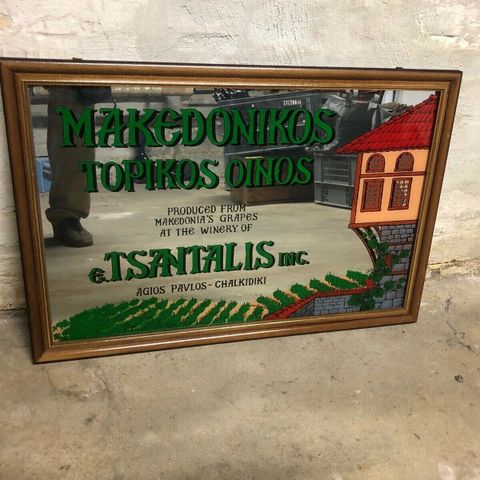 MAKEDONIKOS
TOPIKOS OINOS
PRODUCED FROM
MAKEDONIA'S GRAPES
AT THE WINERY OF
E.TSANTALIS INC.
AGIOS PAVLOS - CHALKIDIKI